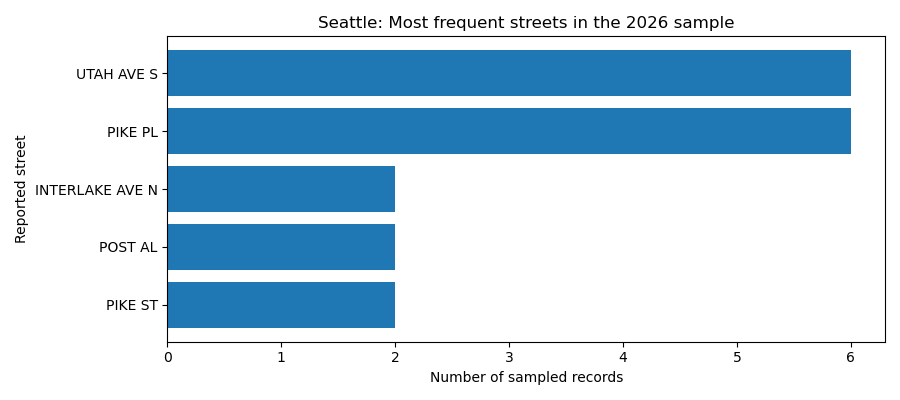 Seattle: Most frequent streets in the 2026 sample
Reported street
UTAH AVE S
PIKE PL
INTERLAKE AVE N
POST AL
PIKE ST
0 1 2 3 4 5 6
Number of sampled records